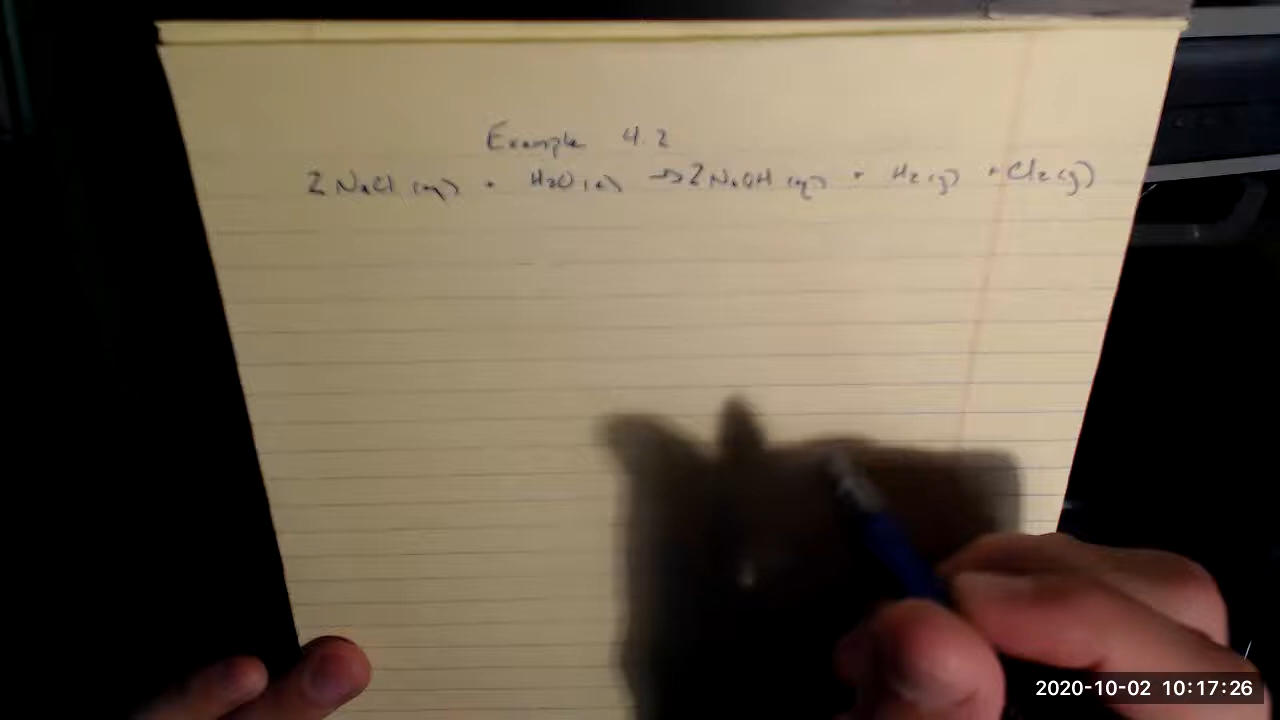 Example 4.2
2 NaCl (aq) + H2O (l) → 2 NaOH (aq) + H2 (g) + Cl2 (g)
2020-10-02 10:17:26